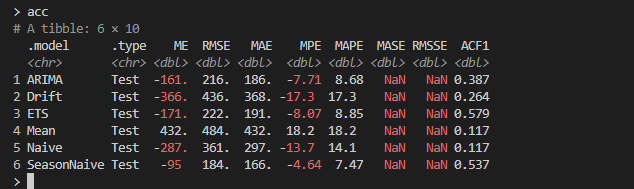 > acc
# A tibble: 6 × 10
.model .type ME RMSE MAE MPE MAPE MASE RMSSE ACF1
<chr> <chr> <dbl> <dbl> <dbl> <dbl> <dbl> <dbl> <dbl> <dbl>
1 ARIMA Test -161. 216. 186. -7.71 8.68 NaN NaN 0.387
2 Drift Test -366. 436. 368. -17.3 17.3 NaN NaN 0.264
3 ETS Test -171. 222. 191. -8.07 8.85 NaN NaN 0.579
4 Mean Test 432. 484. 432. 18.2 18.2 NaN NaN 0.117
5 Naive Test -287. 361. 297. -13.7 14.1 NaN NaN 0.117
6 SeasonNaive Test -95 184. 166. -4.64 7.47 NaN NaN 0.537
>